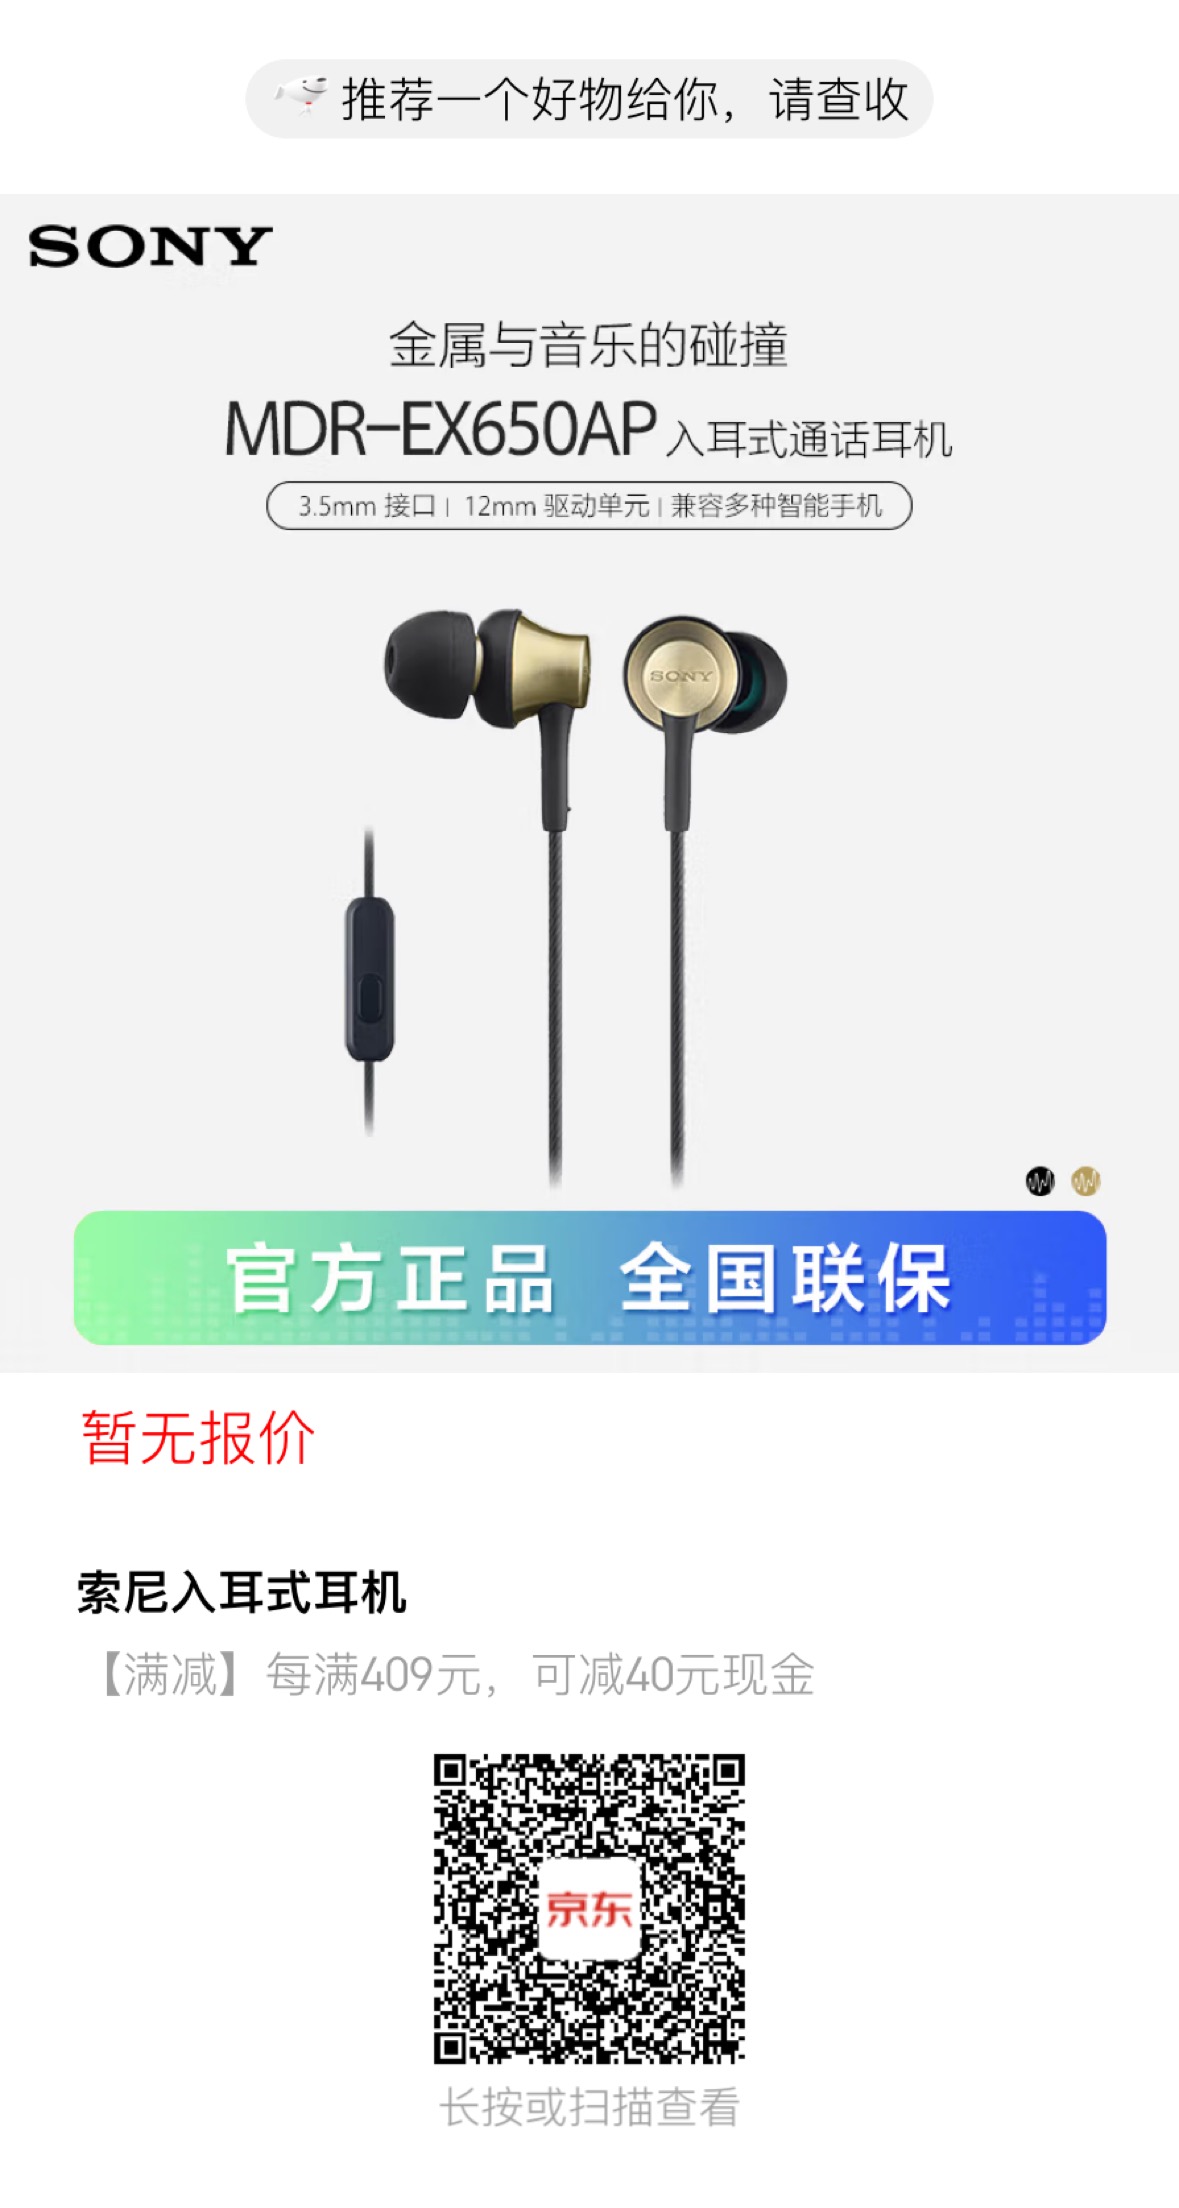 推荐一个好物给你，请查收
SONY
金属与音乐的碰撞
MDR-EX650AP 入耳式通话耳机
3.5mm 接口 | 12mm 驱动单元 | 兼容多种智能手机
SONY
官方正品 全国联保
暂无报价
索尼入耳式耳机
【满减】每满409元，可减40元现金
京东
长按或扫描查看